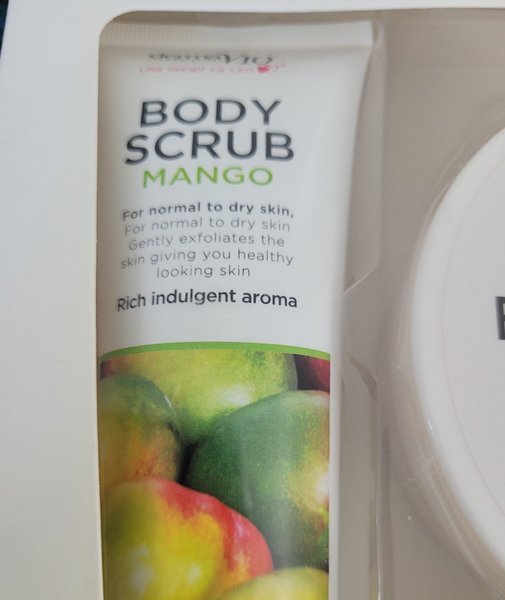 BODY
SCRUB
MANGO
For normal to dry skin,
For normal to dry skin
Gently exfoliates the
skin giving you healthy
looking skin
Rich indulgent aroma